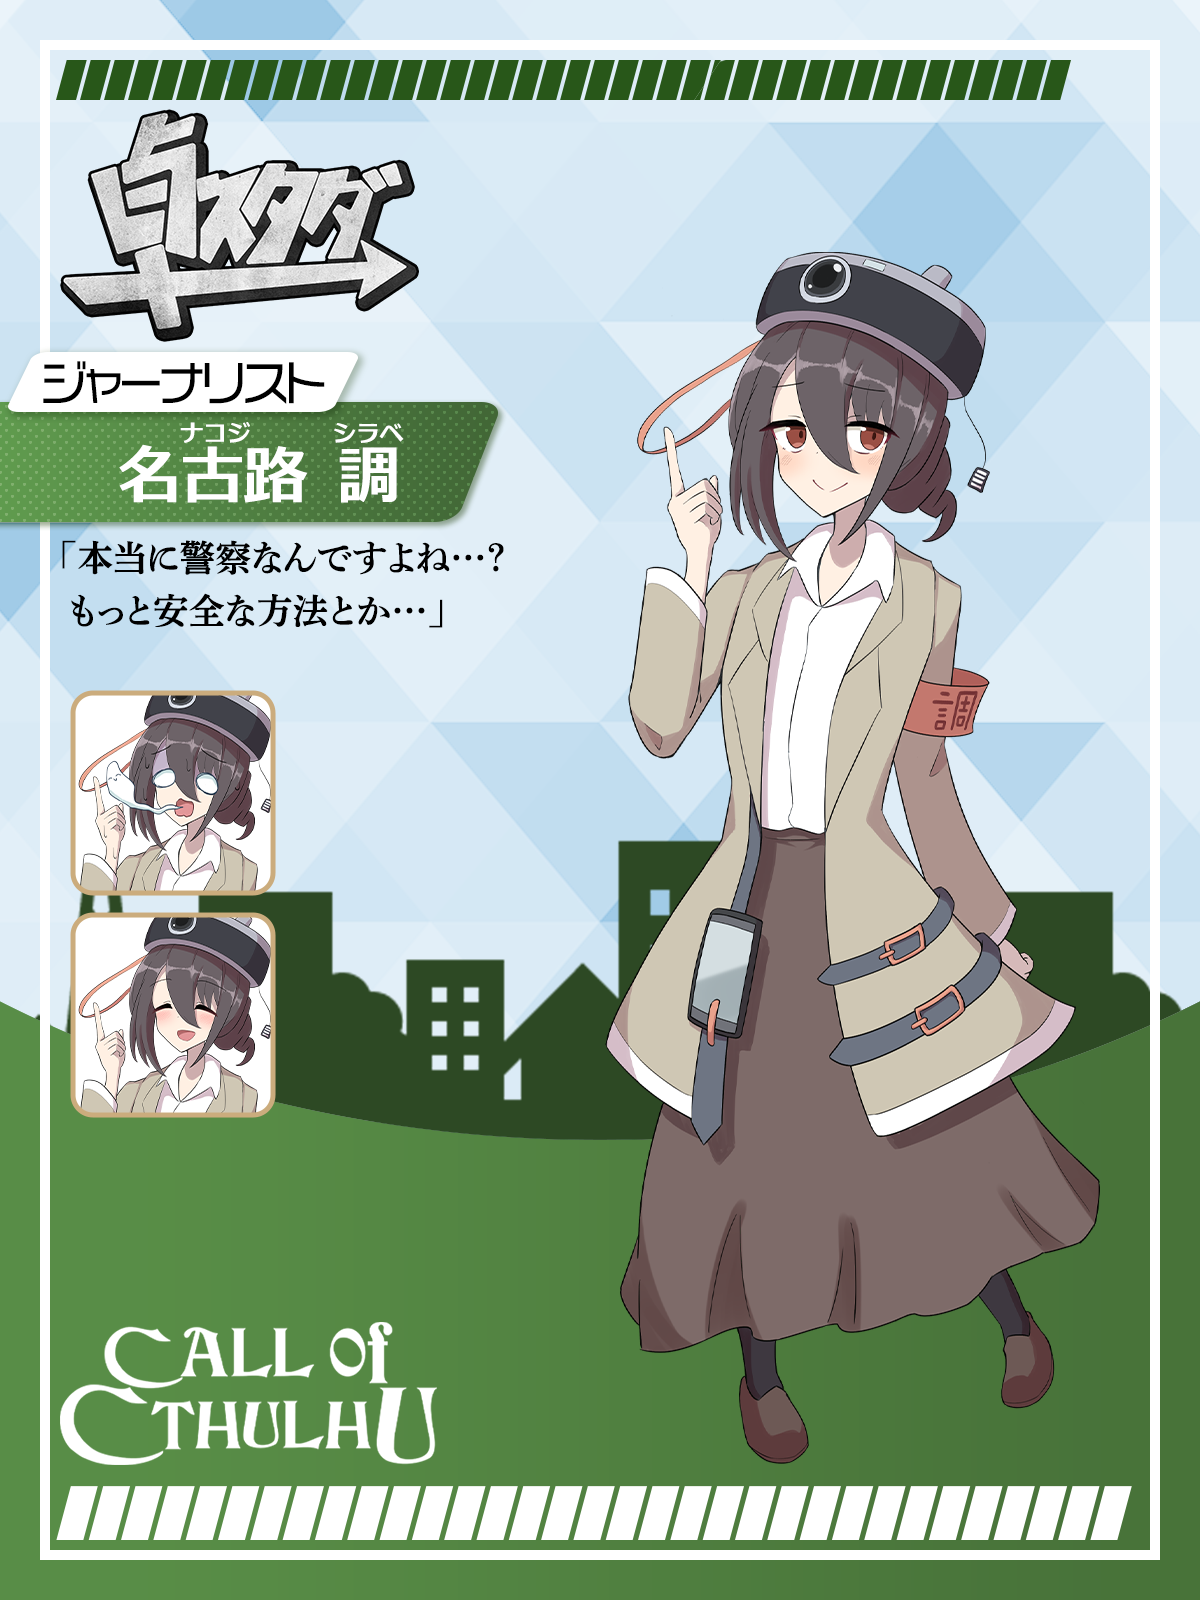 卓スタダ
ジャーナリスト
ナコジ シラベ
名古路 調
「本当に警察なんですよね…?
もっと安全な方法とか…」
調
CALL Of
CTHULHU